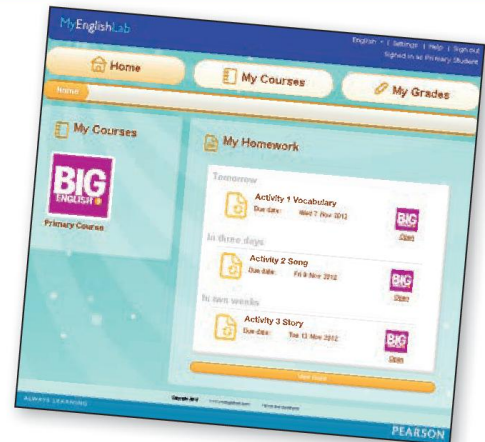 MyEnglishLab
English | Settings | Help | Sign out
Signed in as Primary Student
Home
My Courses
My Grades
home
My Courses
BIG
ENGLISH
Primary Course
My Homework
Tomorrow
Activity 1 Vocabulary
Due date: Wed 7 Nov 2012
BIG
Open
In three days
Activity 2 Song
Due date: Fri 9 Nov 2012
BIG
Open
In two weeks
Activity 3 Story
Due date: Tue 13 Nov 2012
BIG
Open
ALWAYS LEARNING
PEARSON